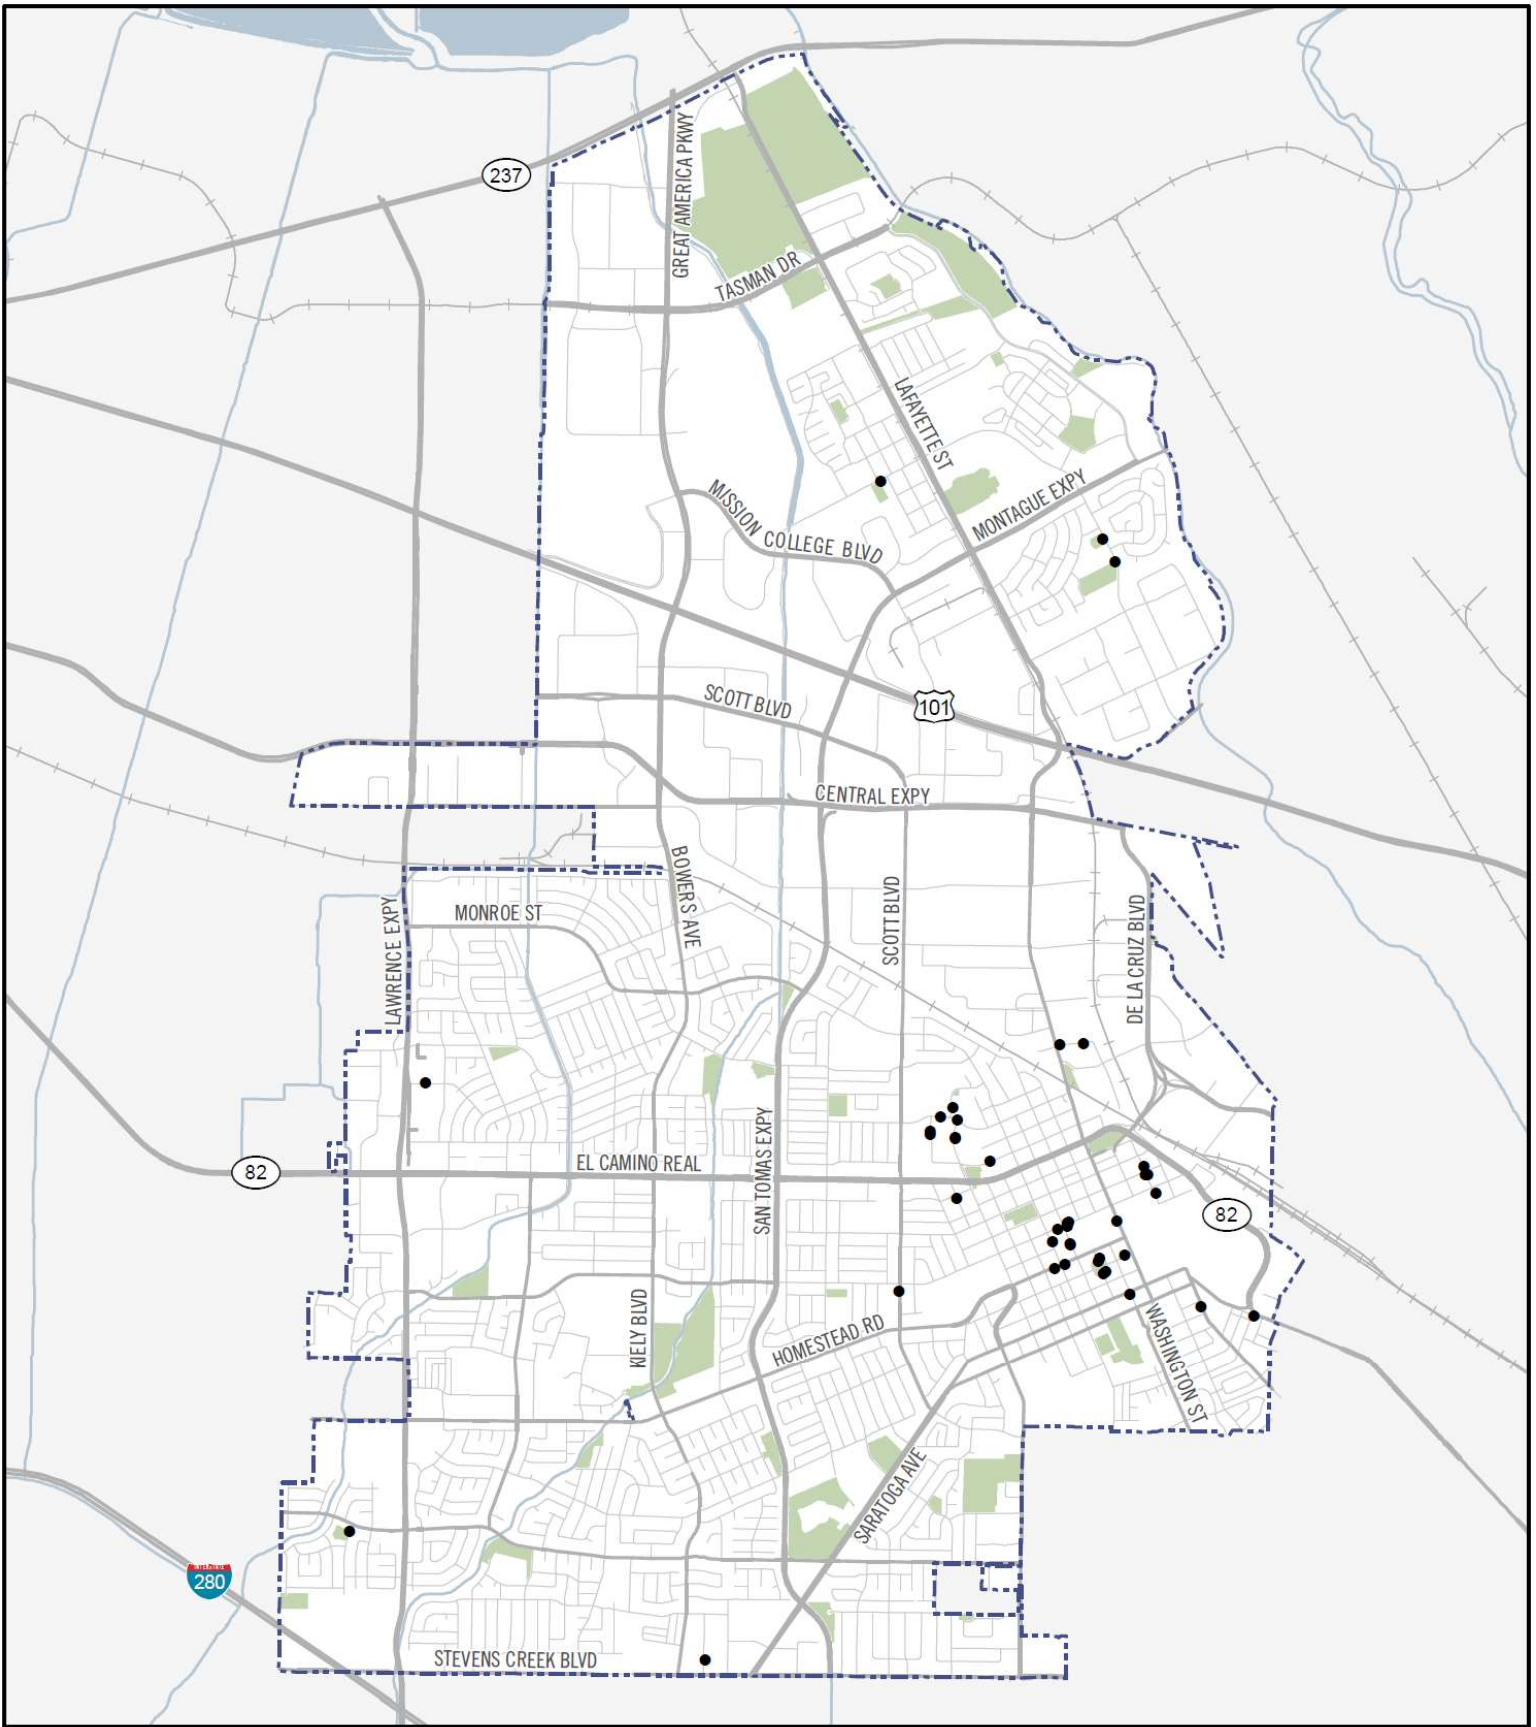 GREAT AMERICA PKWY
237
TASMAN DR
LAFAYETTE ST
MISSION COLLEGE BLVD
MONTAGUE EXPY
SCOTT BLVD
101
CENTRAL EXPY
BOWERS AVE
SCOTT BLVD
LAWRENCE EXPY
MONROE ST
DE LA CRUZ BLVD
SAN TOMAS EXPY
EL CAMINO REAL
82
82
KIELY BLVD
HOMESTEAD RD
WASHINGTON ST
SARATOGA AVE
280
STEVENS CREEK BLVD